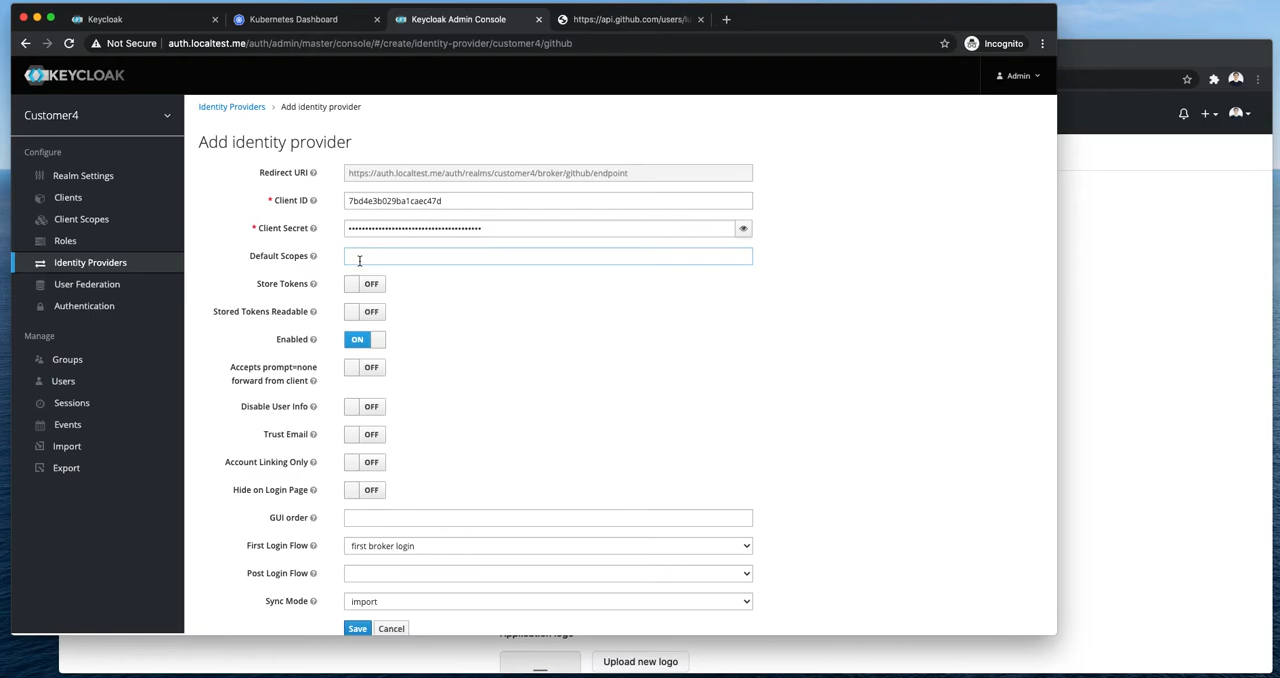 Keycloak
Kubernetes Dashboard
Keycloak Admin Console
https://api.github.com/users/
Not Secure
auth.localtest.me/auth/admin/master/console/#/create/identity-provider/customer4/github
Incognito
KEYCLOAK
Admin
Customer4
Identity Providers > Add identity provider
Configure
Add identity provider
Realm Settings
Clients
Client Scopes
Roles
Identity Providers
User Federation
Authentication
Manage
Groups
Users
Sessions
Events
Import
Export
Redirect URI
https://auth.localtest.me/auth/realms/customer4/broker/github/endpoint
* Client ID
7bd4e3b029ba1caec47d
* Client Secret
Default Scopes
Store Tokens OFF
Stored Tokens Readable OFF
Enabled ON
Accepts prompt=none
forward from client
OFF
Disable User Info OFF
Trust Email OFF
Account Linking Only OFF
Hide on Login Page OFF
GUI order
First Login Flow
first broker login
Post Login Flow
Sync Mode
import
Save
Cancel
Upload new logo